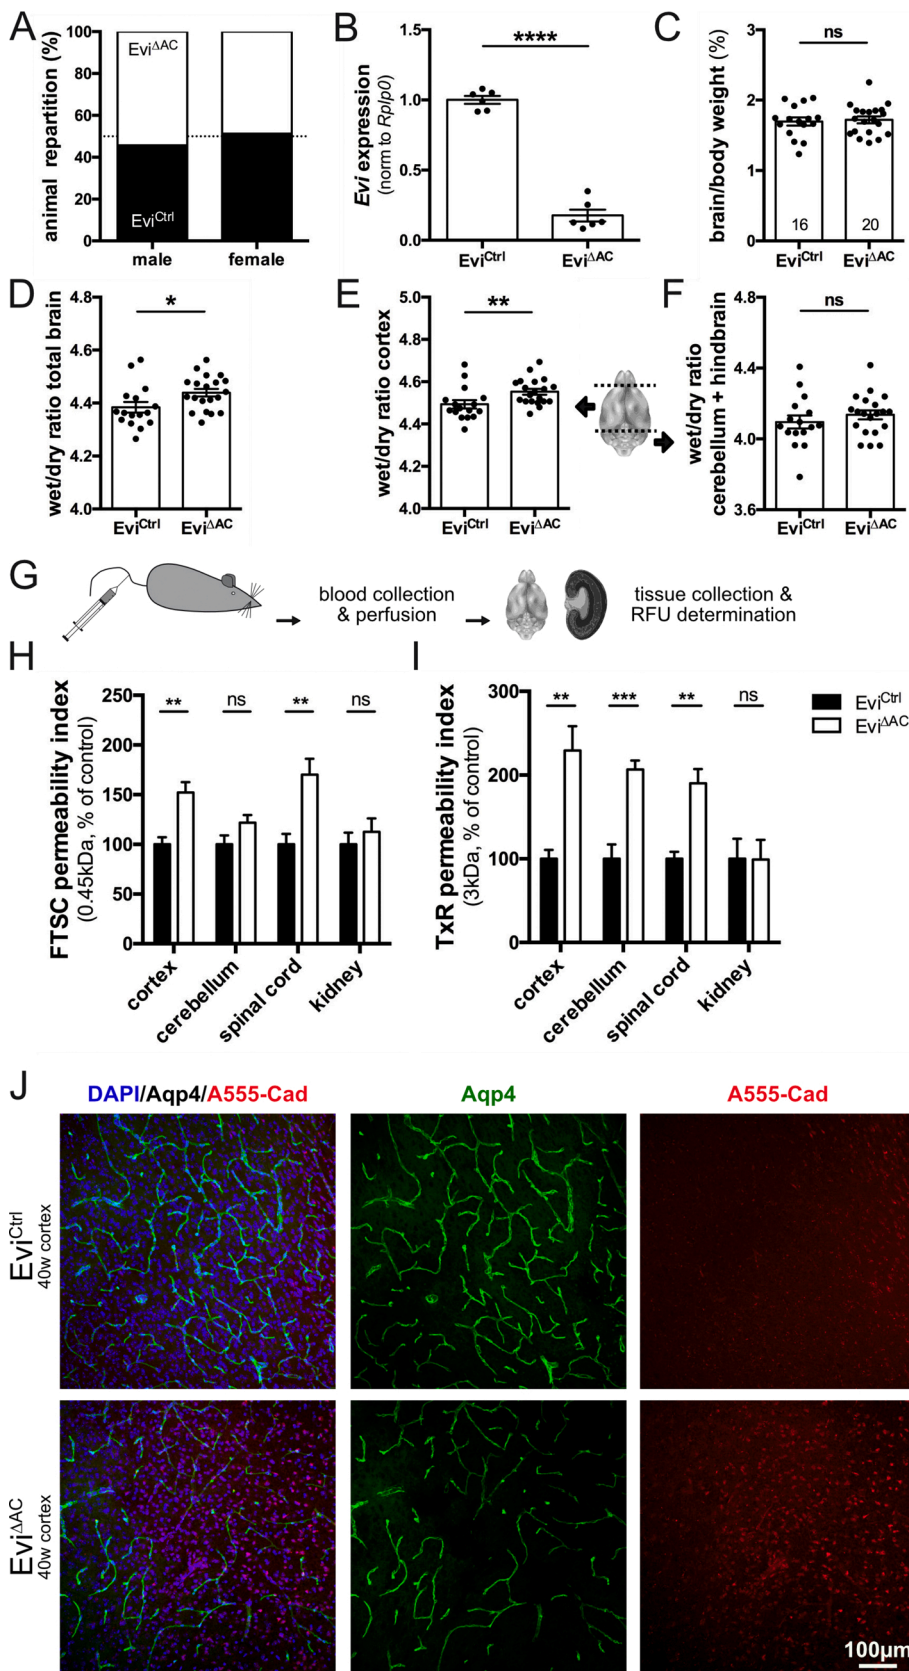 A
animal repartition (%)
100
80
60
40
20
0
Evi^ΔAC
Evi^Ctrl
male
female
B
Evi expression
(norm to Rplp0)
1.5
1.0
0.5
0.0
****
Evi^Ctrl
Evi^ΔAC
C
brain/body weight (%)
3
2
1
0
ns
16
20
Evi^Ctrl
Evi^ΔAC
D
wet/dry ratio total brain
4.8
4.6
4.4
4.2
4.0
*
Evi^Ctrl
Evi^ΔAC
E
wet/dry ratio cortex
5.0
4.8
4.6
4.4
4.2
4.0
**
Evi^Ctrl
Evi^ΔAC
F
wet/dry ratio
cerebellum + hindbrain
4.8
4.4
4.0
3.6
ns
Evi^Ctrl
Evi^ΔAC
G
blood collection
& perfusion
tissue collection &
RFU determination
H
FTSC permeability index
(0.45kDa, % of control)
250
200
150
100
50
0
**
ns
**
ns
cortex
cerebellum
spinal cord
kidney
I
TxR permeability index
(3kDa, % of control)
300
200
100
0
**
***
**
ns
cortex
cerebellum
spinal cord
kidney
Evi^Ctrl
Evi^ΔAC
J
DAPI/Aqp4/A555-Cad
Aqp4
A555-Cad
Evi^Ctrl
40w cortex
Evi^ΔAC
40w cortex
100µm